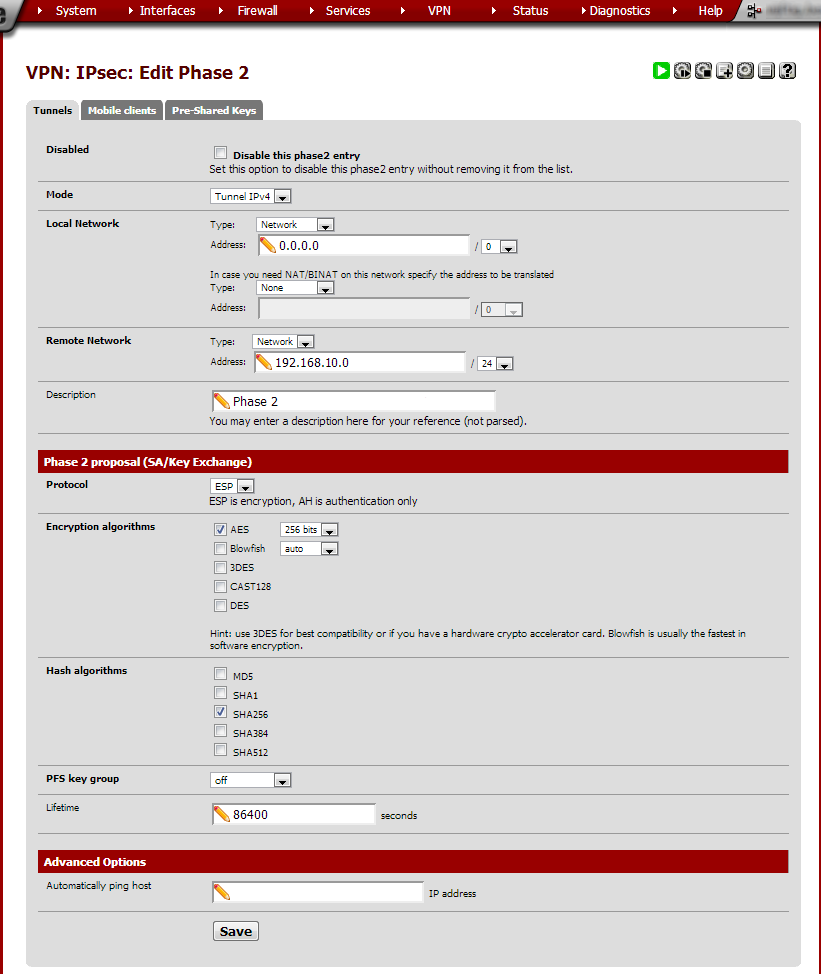 System Interfaces Firewall Services VPN Status Diagnostics Help
VPN: IPsec: Edit Phase 2
Tunnels Mobile clients Pre-Shared Keys
Disabled
Disable this phase2 entry
Set this option to disable this phase2 entry without removing it from the list.
Mode Tunnel IPv4
Local Network Type: Network
Address: 0.0.0.0 / 0
In case you need NAT/BINAT on this network specify the address to be translated
Type: None
Address: / 0
Remote Network Type: Network
Address: 192.168.10.0 / 24
Description Phase 2
You may enter a description here for your reference (not parsed).
Phase 2 proposal (SA/Key Exchange)
Protocol ESP
ESP is encryption, AH is authentication only
Encryption algorithms AES 256 bits
Blowfish auto
3DES
CAST128
DES
Hint: use 3DES for best compatibility or if you have a hardware crypto accelerator card. Blowfish is usually the fastest in
software encryption.
Hash algorithms MD5
SHA1
SHA256
SHA384
SHA512
PFS key group off
Lifetime 86400 seconds
Advanced Options
Automatically ping host IP address
Save